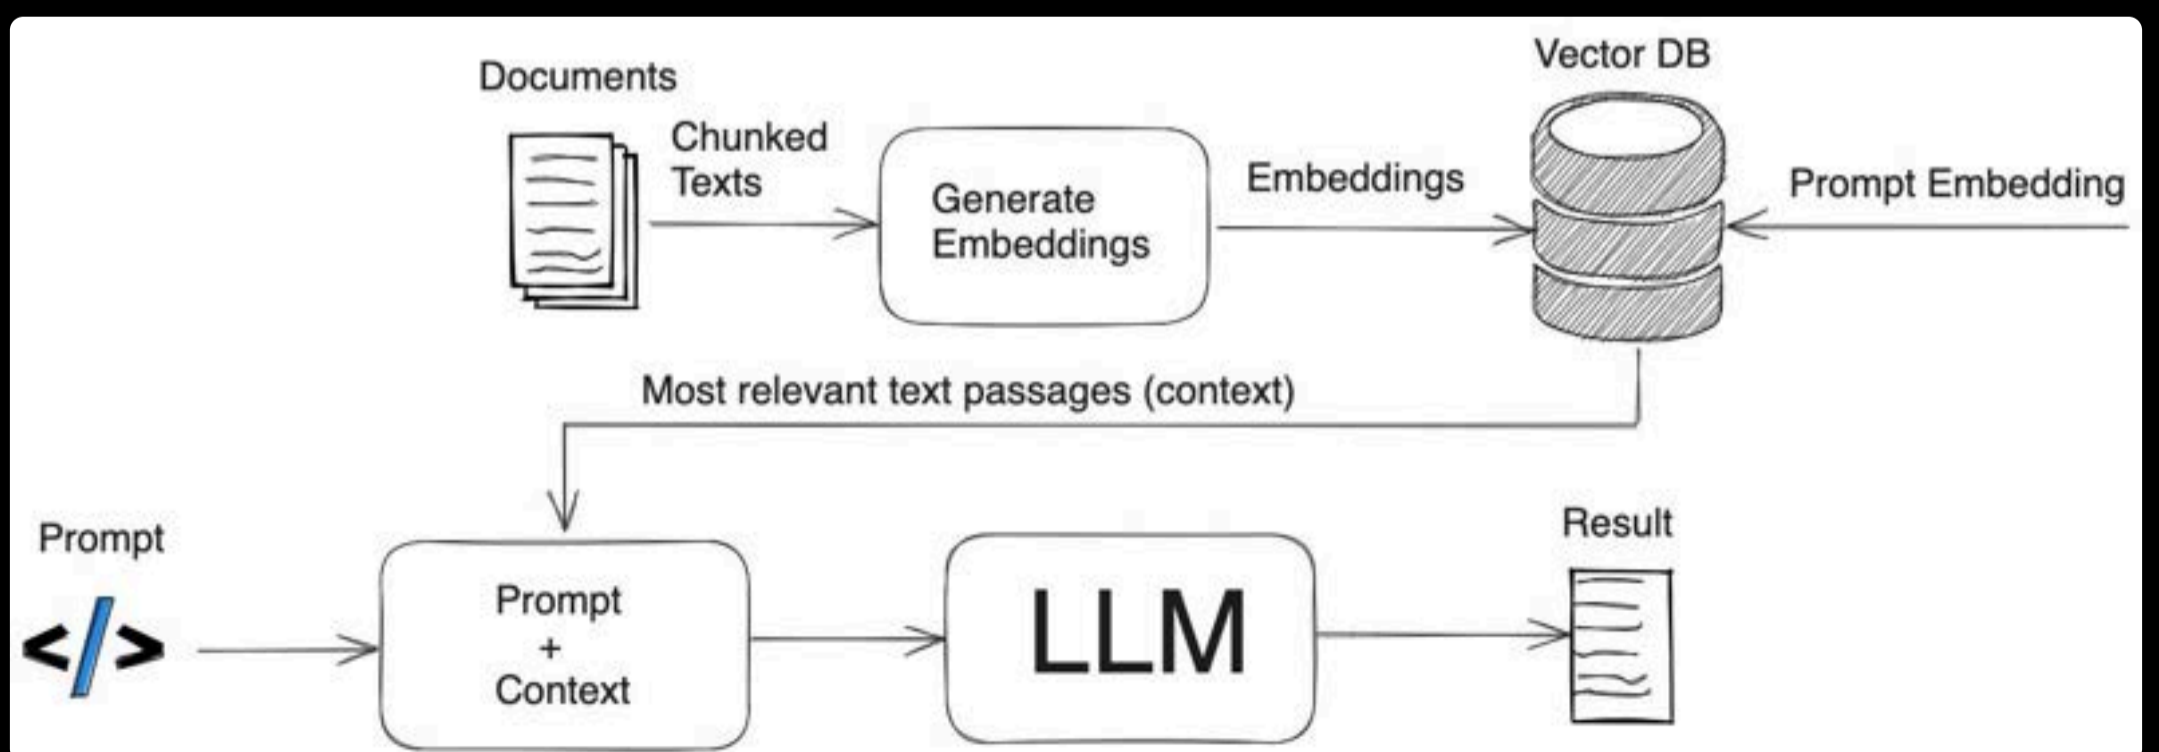 Documents
Chunked
Texts
Generate
Embeddings
Embeddings
Vector DB
Prompt Embedding
Most relevant text passages (context)
Prompt
</>
Prompt
+
Context
LLM
Result